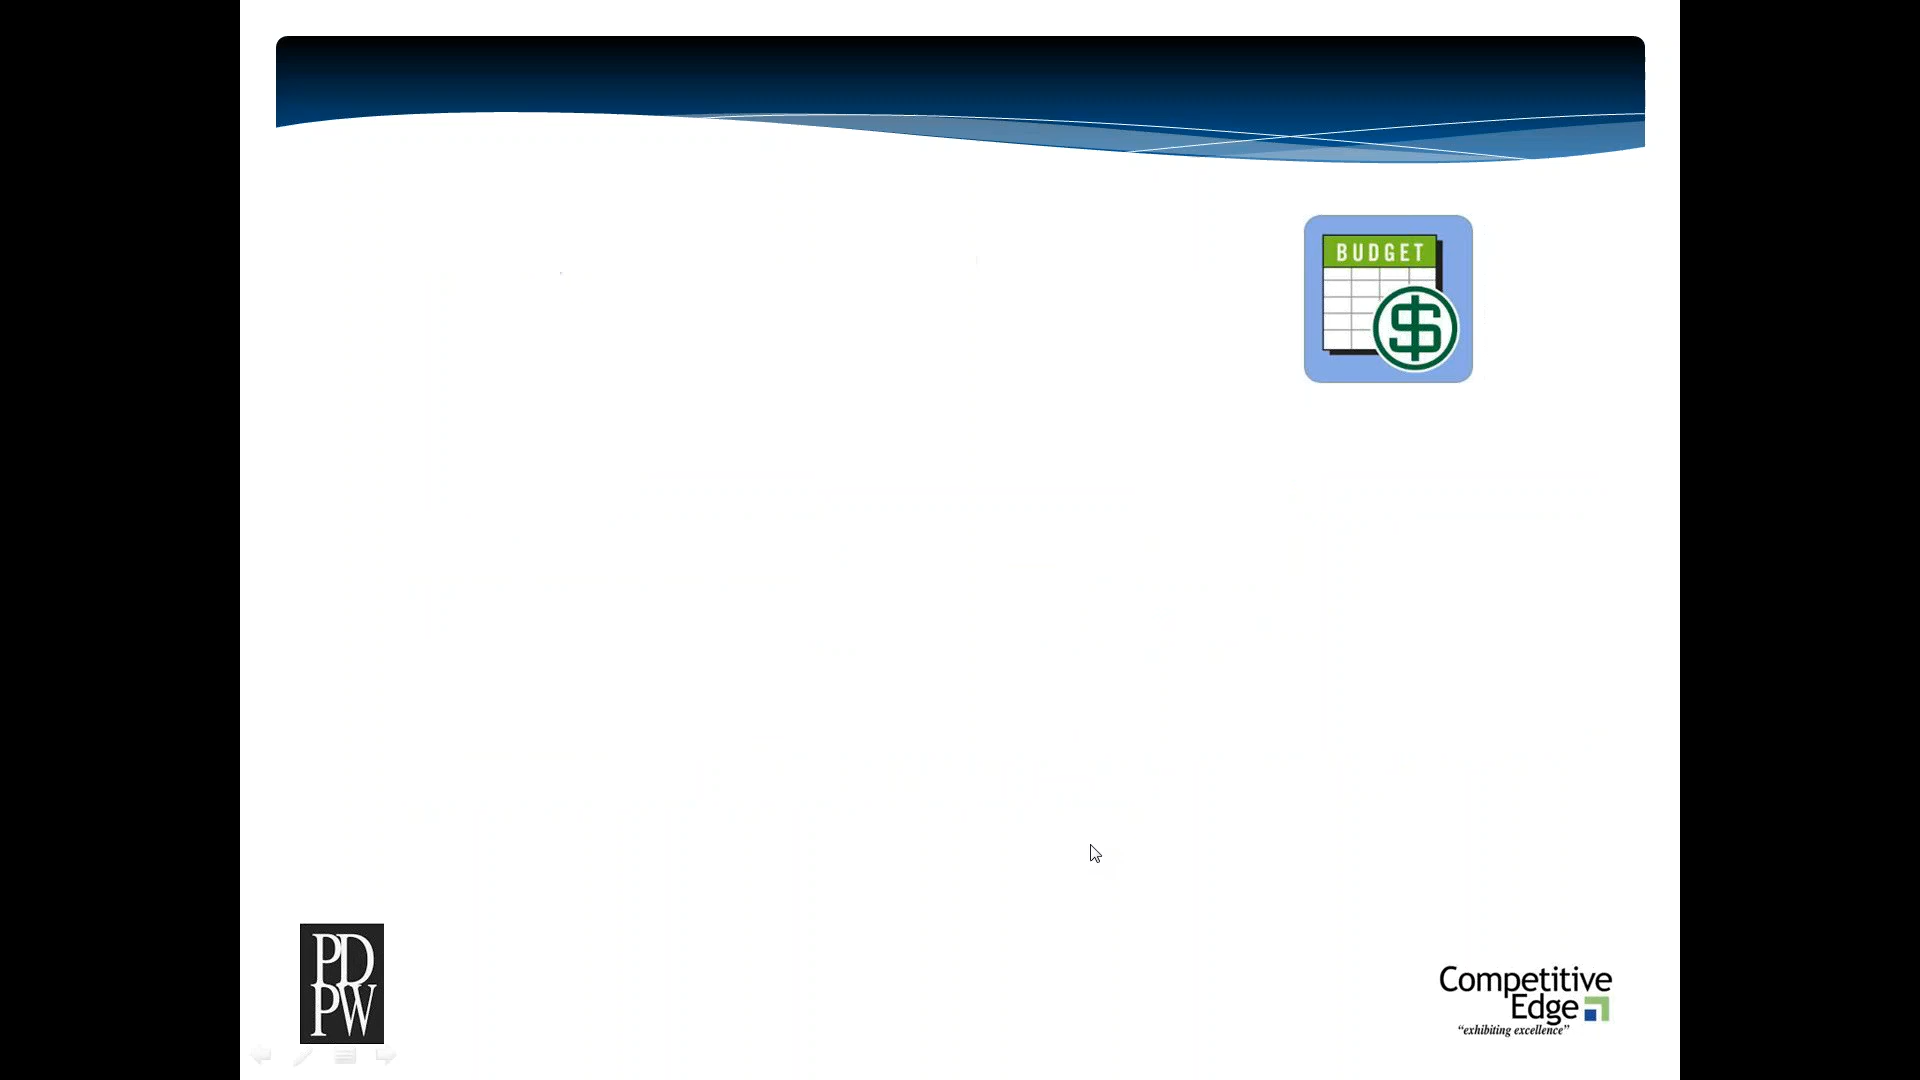 BUDGET
$
PD
PW
Competitive
Edge
“exhibiting excellence”